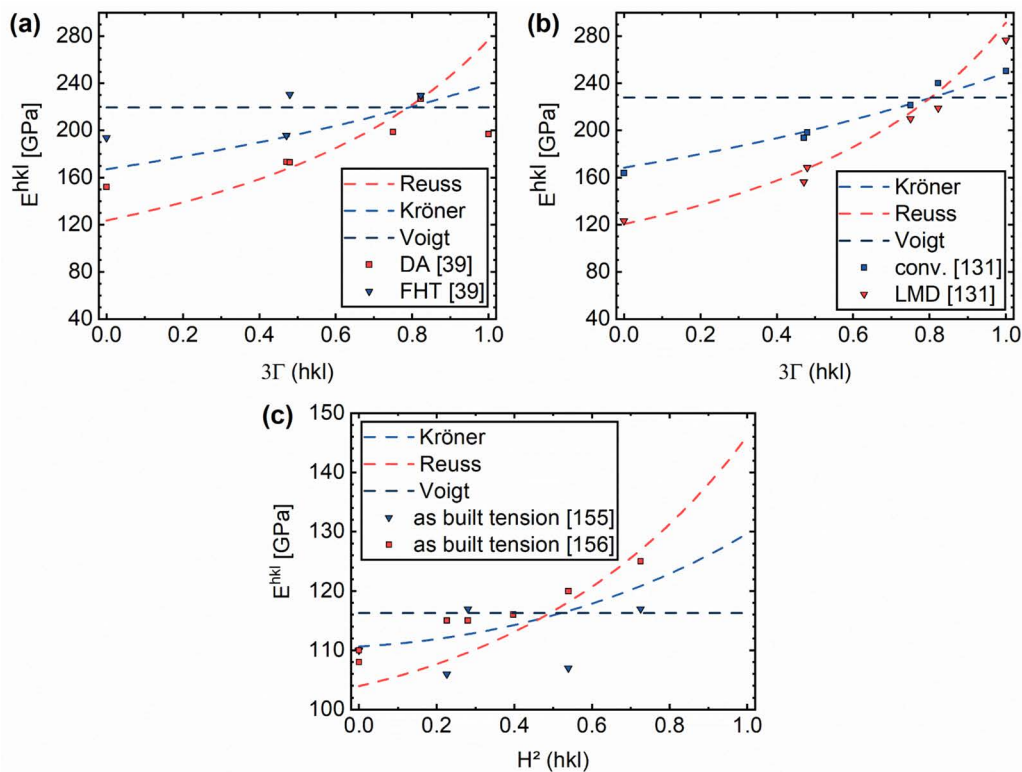 (a)
280
240
200
160
120
80
40
E^hkl [GPa]
Reuss
Kröner
Voigt
DA [39]
FHT [39]
0.0 0.2 0.4 0.6 0.8 1.0
3Γ (hkl)
(b)
280
240
200
160
120
80
40
E^hkl [GPa]
Kröner
Reuss
Voigt
conv. [131]
LMD [131]
0.0 0.2 0.4 0.6 0.8 1.0
3Γ (hkl)
(c)
150
140
130
120
110
100
E^hkl [GPa]
Kröner
Reuss
Voigt
as built tension [155]
as built tension [156]
0.0 0.2 0.4 0.6 0.8 1.0
H² (hkl)